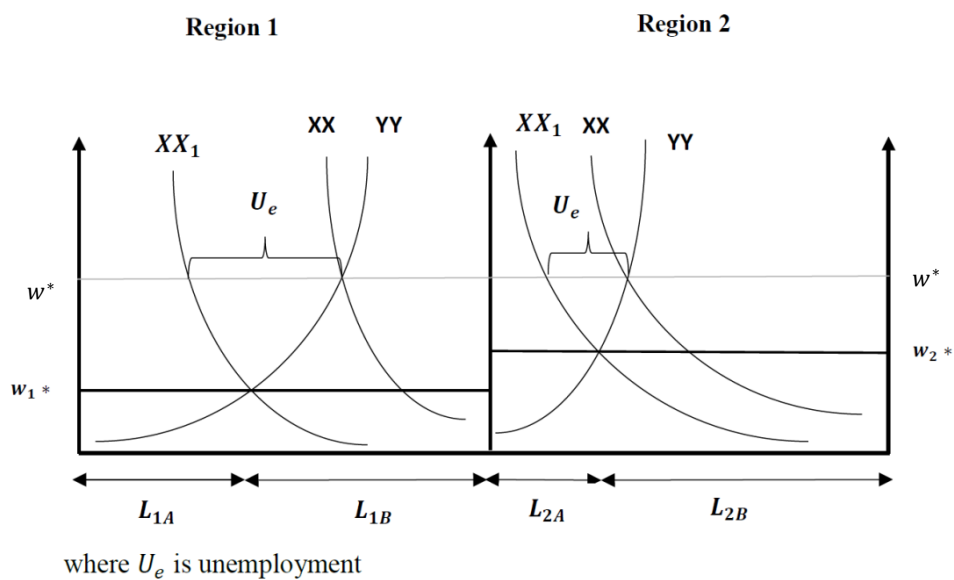 Region 1
Region 2
XX₁
XX
YY
XX₁
XX
YY
Uₑ
Uₑ
w*
w*
w₁ *
w₂ *
L₁A
L₁B
L₂A
L₂B
where Uₑ is unemployment